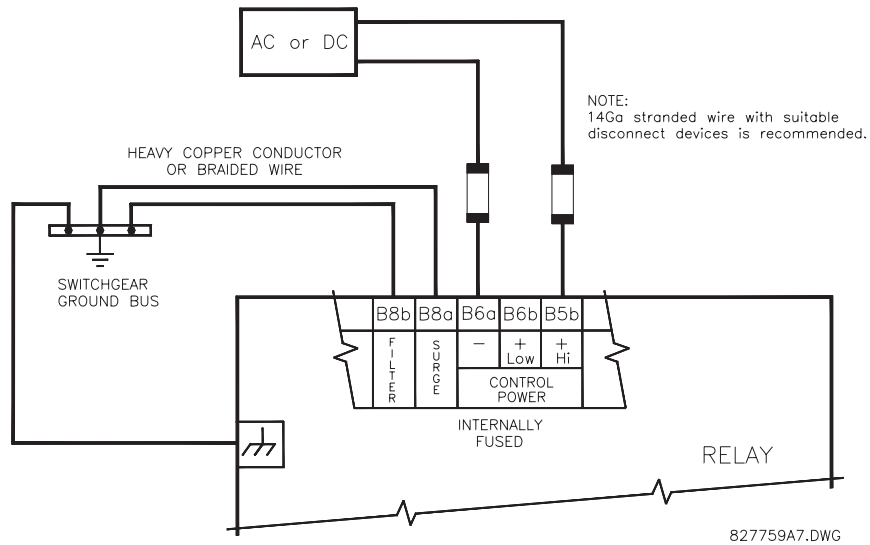 AC or DC
NOTE:
14Ga stranded wire with suitable
disconnect devices is recommended.
HEAVY COPPER CONDUCTOR
OR BRAIDED WIRE
SWITCHGEAR
GROUND BUS
B8b B8a B6a B6b B5b
FILTER
SURGE
− + +
Low Hi
CONTROL
POWER
INTERNALLY
FUSED
RELAY
827759A7.DWG